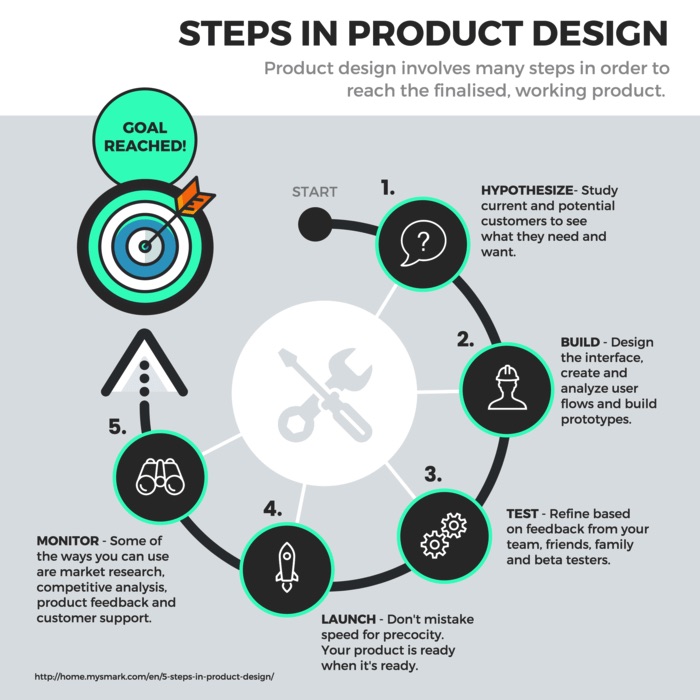 STEPS IN PRODUCT DESIGN
Product design involves many steps in order to
reach the finalised, working product.
GOAL
REACHED!
START
1.
?
HYPOTHESIZE- Study
current and potential
customers to see
what they need and
want.
2.
BUILD - Design
the interface,
create and
analyze user
flows and build
prototypes.
3.
TEST - Refine based
on feedback from your
team, friends, family
and beta testers.
4.
LAUNCH - Don't mistake
speed for precocity.
Your product is ready
when it's ready.
5.
MONITOR - Some of
the ways you can use
are market research,
competitive analysis,
product feedback and
customer support.
http://home.mysmark.com/en/5-steps-in-product-design/